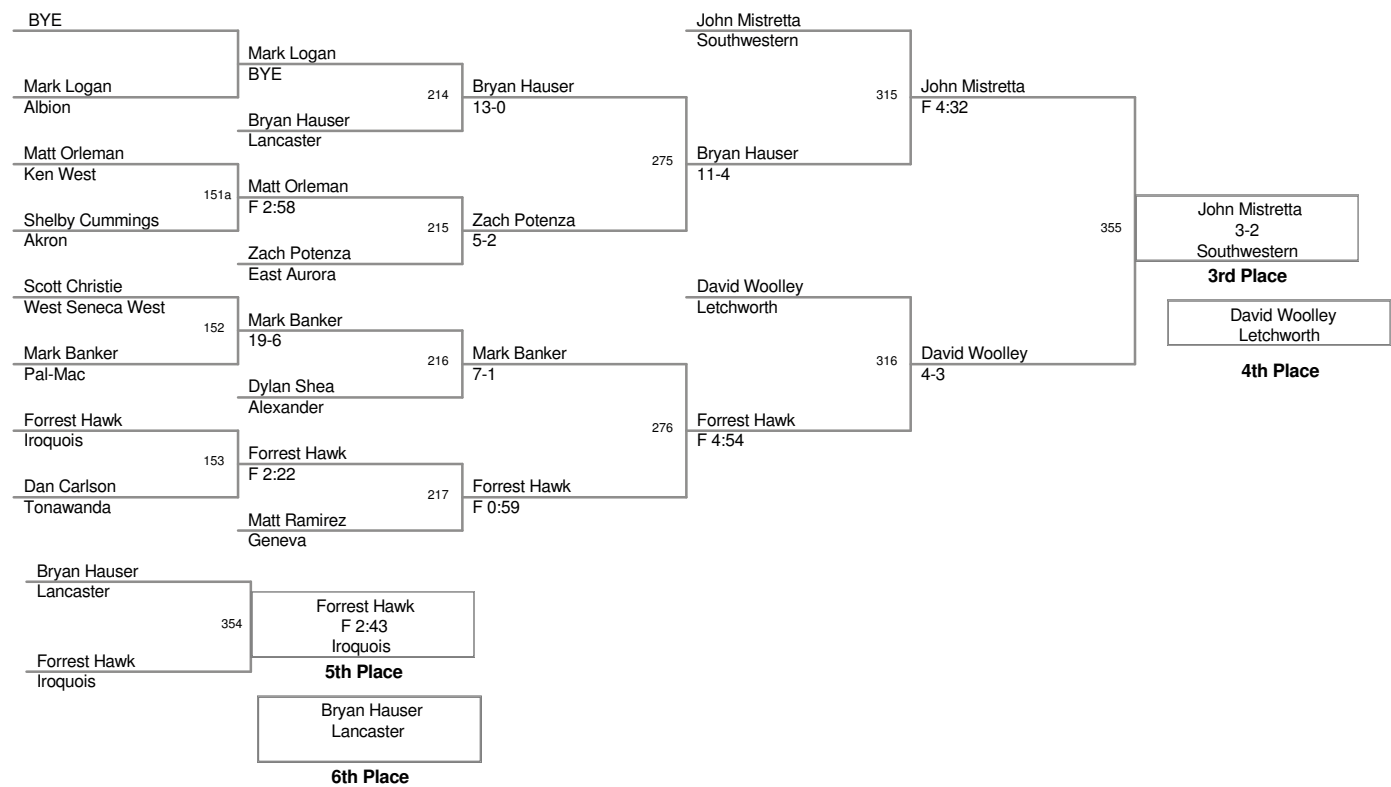 BYE
Mark Logan
Albion
Matt Orleman
Ken West
151a
Shelby Cummings
Akron
Scott Christie
West Seneca West
152
Mark Banker
Pal-Mac
Forrest Hawk
Iroquois
153
Dan Carlson
Tonawanda
Mark Logan
BYE
214
Bryan Hauser
Lancaster
Matt Orleman
F 2:58
215
Zach Potenza
East Aurora
Mark Banker
19-6
216
Dylan Shea
Alexander
Forrest Hawk
F 2:22
217
Matt Ramirez
Geneva
Bryan Hauser
13-0
275
Zach Potenza
5-2
Mark Banker
7-1
276
Forrest Hawk
F 0:59
John Mistretta
Southwestern
315
Bryan Hauser
11-4
David Woolley
Letchworth
316
Forrest Hawk
F 4:54
John Mistretta
F 4:32
355
David Woolley
4-3
John Mistretta
3-2
Southwestern
3rd Place
David Woolley
Letchworth
4th Place
Bryan Hauser
Lancaster
354
Forrest Hawk
Iroquois
Forrest Hawk
F 2:43
Iroquois
5th Place
Bryan Hauser
Lancaster
6th Place